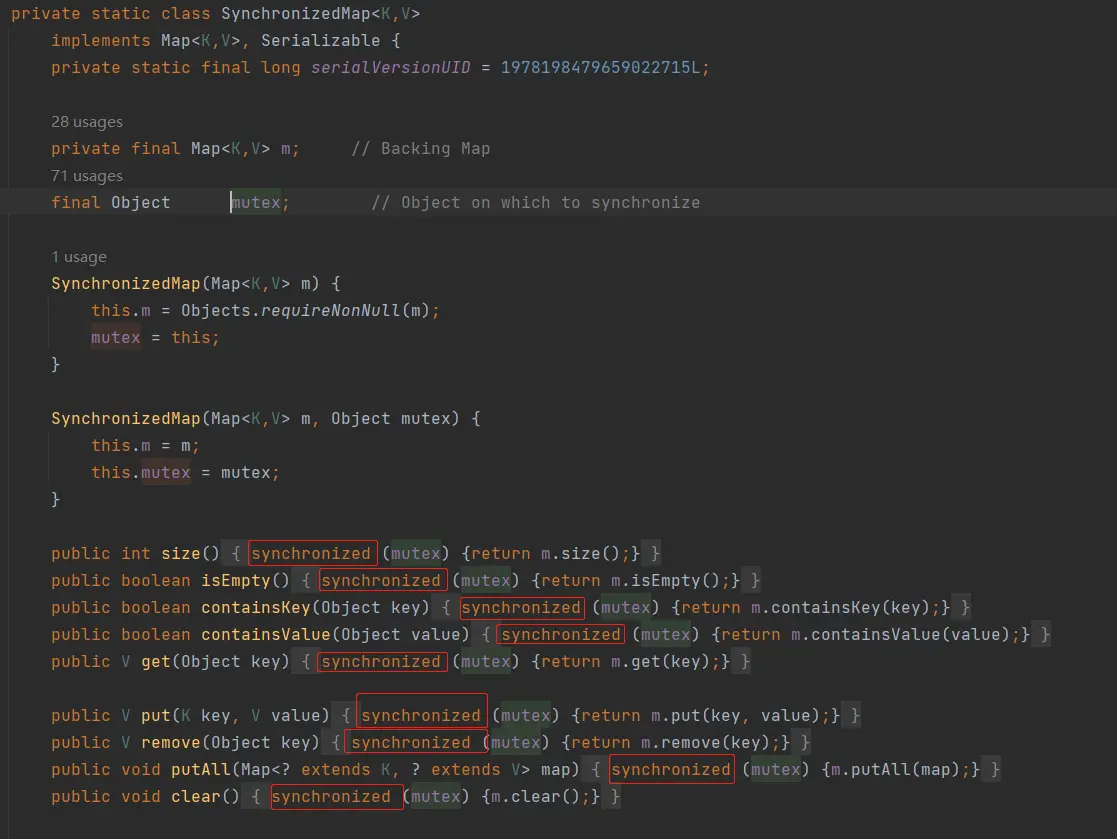 private static class SynchronizedMap<K,V>
    implements Map<K,V>, Serializable {
    private static final long serialVersionUID = 1978198479659022715L;
    28 usages
    private final Map<K,V> m;     // Backing Map
    71 usages
    final Object      mutex;        // Object on which to synchronize
    1 usage
    SynchronizedMap(Map<K,V> m) {
        this.m = Objects.requireNonNull(m);
        mutex = this;
    }
    SynchronizedMap(Map<K,V> m, Object mutex) {
        this.m = m;
        this.mutex = mutex;
    }
    public int size() { synchronized (mutex) {return m.size();} }
    public boolean isEmpty() { synchronized (mutex) {return m.isEmpty();} }
    public boolean containsKey(Object key) { synchronized (mutex) {return m.containsKey(key);} }
    public boolean containsValue(Object value) { synchronized (mutex) {return m.containsValue(value);} }
    public V get(Object key) { synchronized (mutex) {return m.get(key);} }
    public V put(K key, V value) { synchronized (mutex) {return m.put(key, value);} }
    public V remove(Object key) { synchronized (mutex) {return m.remove(key);} }
    public void putAll(Map<? extends K, ? extends V> map) { synchronized (mutex) {m.putAll(map);} }
    public void clear() { synchronized (mutex) {m.clear();} }